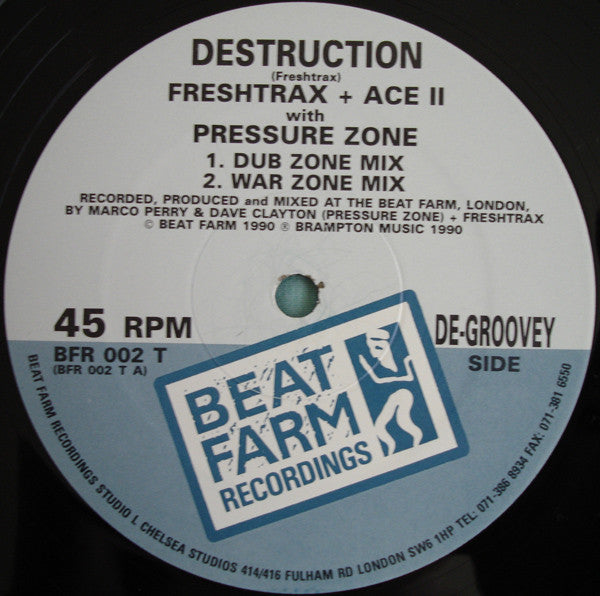 DESTRUCTION
(Freshtrax)
FRESHTRAX + ACE II
with
PRESSURE ZONE
1. DUB ZONE MIX
2. WAR ZONE MIX
RECORDED, PRODUCED and MIXED AT THE BEAT FARM, LONDON,
BY MARCO PERRY & DAVE CLAYTON (PRESSURE ZONE) + FRESHTRAX
© BEAT FARM 1990 ® BRAMPTON MUSIC 1990
45 RPM
BFR 002 T
(BFR 002 T A)
DE-GROOVEY
SIDE
BEAT
FARM
RECORDINGS
BEAT FARM RECORDINGS STUDIO L CHELSEA STUDIOS 414/416 FULHAM RD LONDON SW6 1HP TEL: 071-386 8934 FAX: 071-381 6550